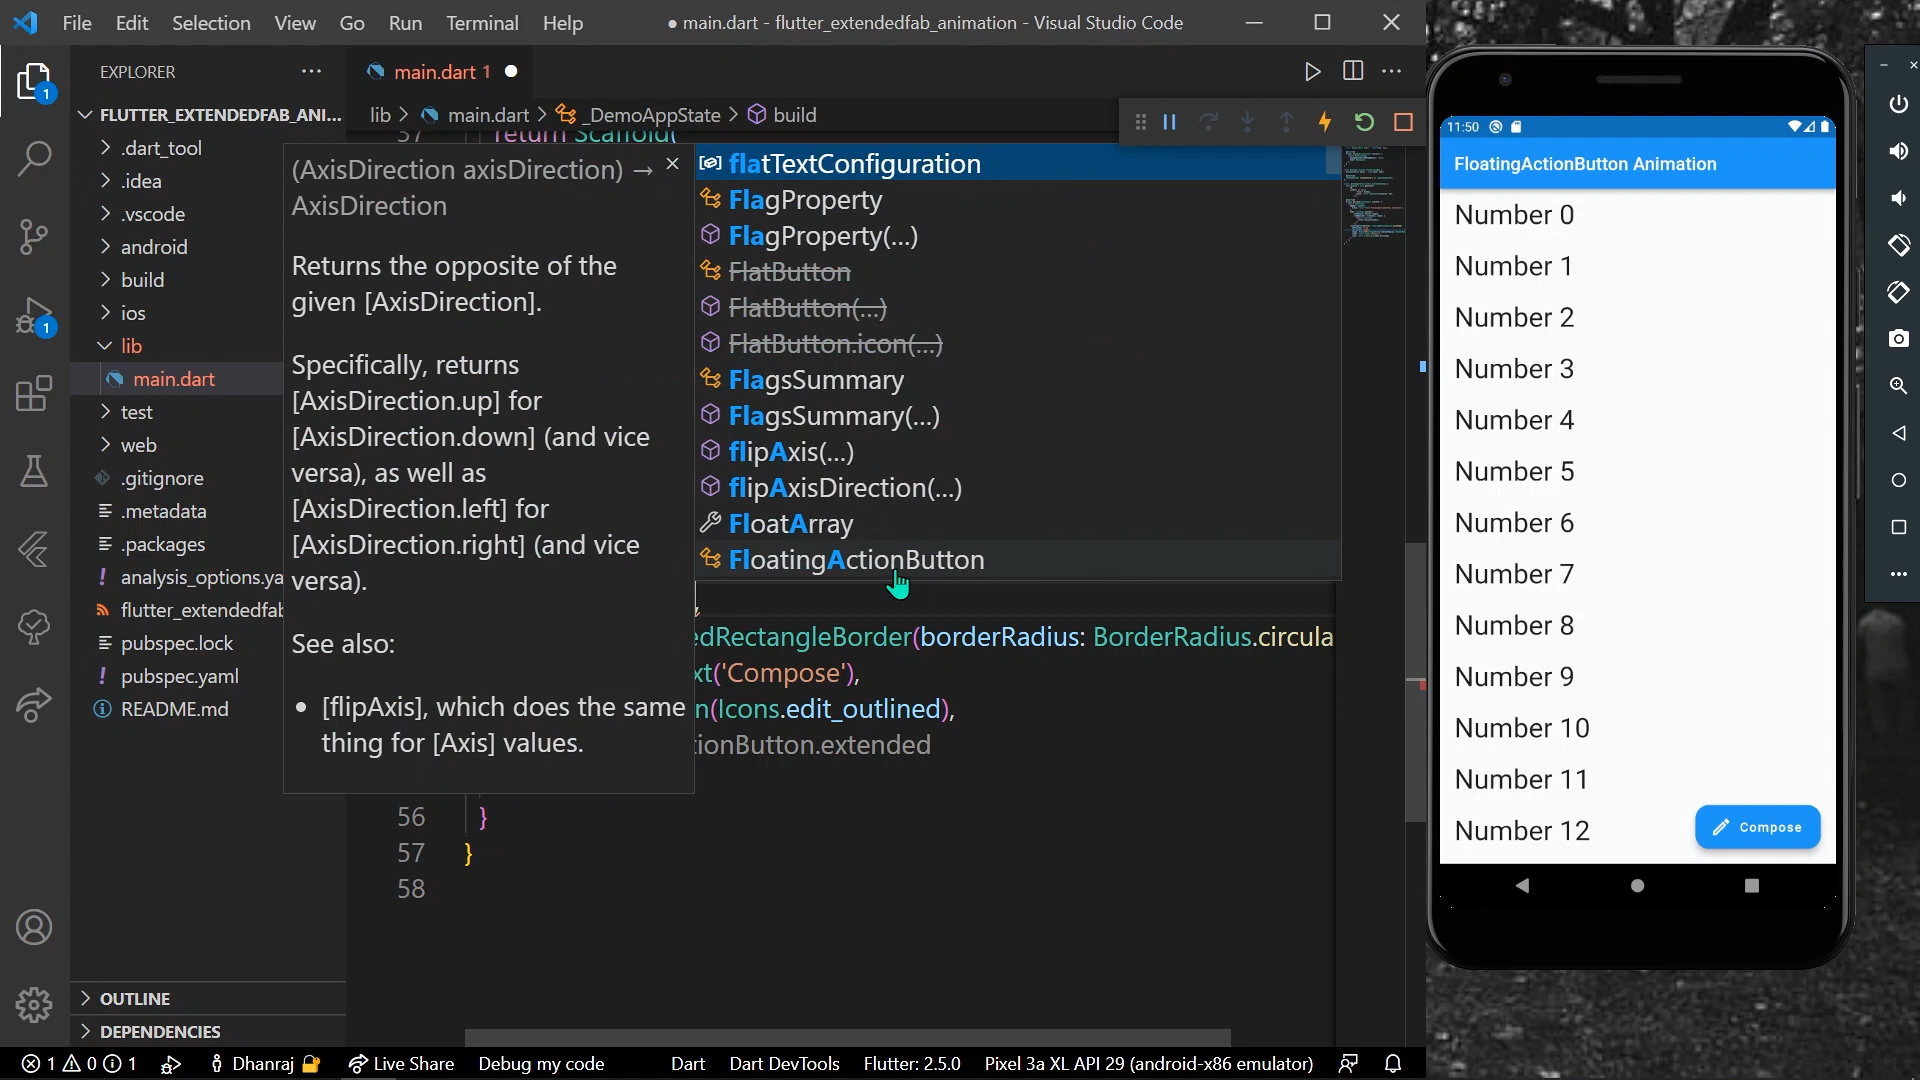 File Edit Selection View Go Run Terminal Help
● main.dart - flutter_extendedfab_animation - Visual Studio Code
EXPLORER
main.dart 1
FLUTTER_EXTENDEDFAB_ANI...
.dart_tool
.idea
.vscode
android
build
ios
lib
main.dart
test
web
.gitignore
.metadata
.packages
analysis_options.ya
flutter_extendedfab
pubspec.lock
pubspec.yaml
README.md
OUTLINE
DEPENDENCIES
1
1
lib > main.dart > _DemoAppState > build
37 return Scaffold(
(AxisDirection axisDirection) →
AxisDirection
Returns the opposite of the
given [AxisDirection].
Specifically, returns
[AxisDirection.up] for
[AxisDirection.down] (and vice
versa), as well as
[AxisDirection.left] for
[AxisDirection.right] (and vice
versa).
See also:
• [flipAxis], which does the same
thing for [Axis] values.
flatTextConfiguration
FlagProperty
FlagProperty(...)
FlatButton
FlatButton(...)
FlatButton.icon(...)
FlagsSummary
FlagsSummary(...)
flipAxis(...)
flipAxisDirection(...)
FloatArray
FloatingActionButton
,
edRectangleBorder(borderRadius: BorderRadius.circula
xt('Compose'),
n(Icons.edit_outlined),
tionButton.extended
56 }
57 }
58
11:50
FloatingActionButton Animation
Number 0
Number 1
Number 2
Number 3
Number 4
Number 5
Number 6
Number 7
Number 8
Number 9
Number 10
Number 11
Number 12
Compose
1 0 1 Dhanraj Live Share Debug my code Dart Dart DevTools Flutter: 2.5.0 Pixel 3a XL API 29 (android-x86 emulator)